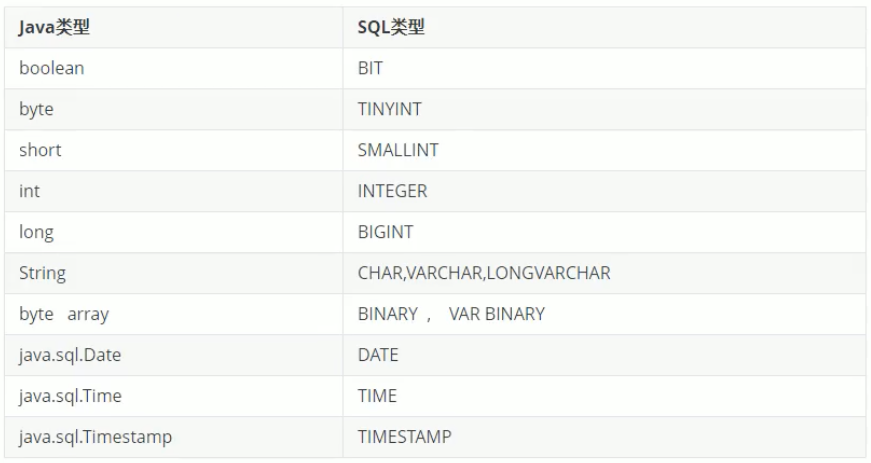 Java类型 SQL类型
boolean BIT
byte TINYINT
short SMALLINT
int INTEGER
long BIGINT
String CHAR,VARCHAR,LONGVARCHAR
byte array BINARY , VAR BINARY
java.sql.Date DATE
java.sql.Time TIME
java.sql.Timestamp TIMESTAMP